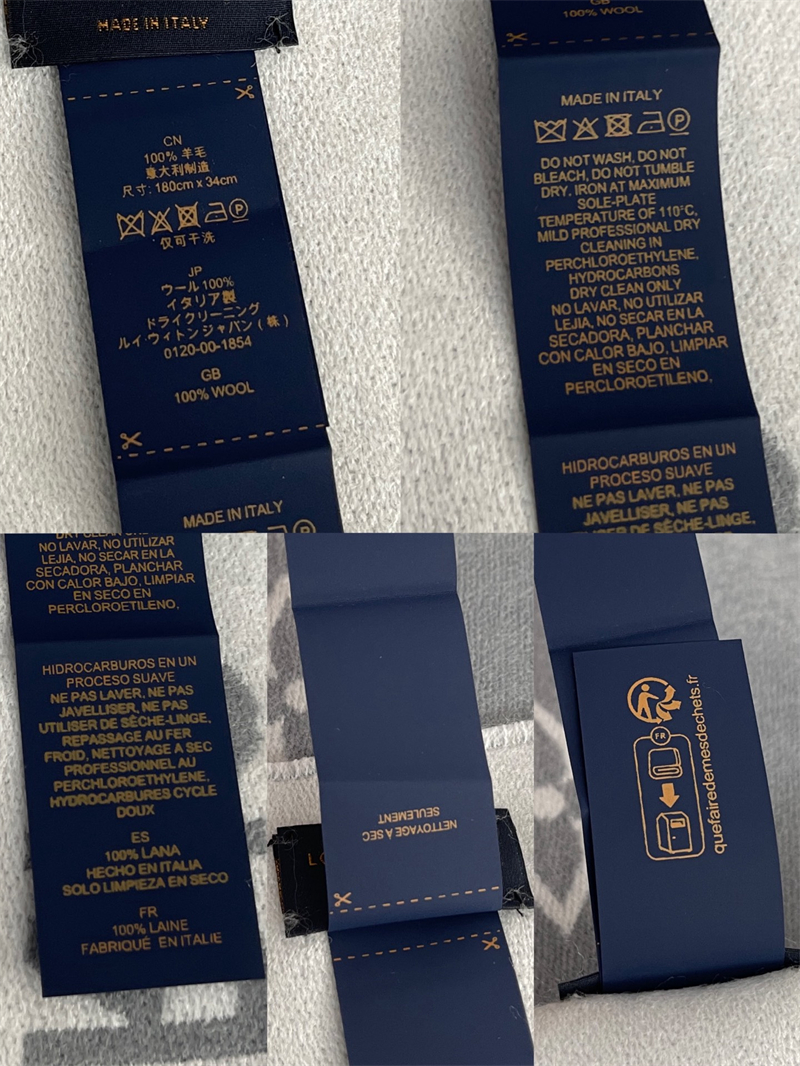 MADE IN ITALY
CN
100% 羊毛
意大利制造
尺寸: 180cm x 34cm
P
仅可干洗
JP
ウール 100%
イタリア製
ドライクリーニング
ルイ ヴィトン ジャパン ( 株 )
0120-00-1854
GB
100% WOOL
MADE IN ITALY
GB
100% WOOL
MADE IN ITALY
P
DO NOT WASH, DO NOT
BLEACH, DO NOT TUMBLE
DRY. IRON AT MAXIMUM
SOLE-PLATE
TEMPERATURE OF 110°C,
MILD PROFESSIONAL DRY
CLEANING IN
PERCHLOROETHYLENE,
HYDROCARBONS
DRY CLEAN ONLY
NO LAVAR, NO UTILIZAR
LEJIA, NO SECAR EN LA
SECADORA, PLANCHAR
CON CALOR BAJO, LIMPIAR
EN SECO EN
PERCLOROETILENO,
HIDROCARBUROS EN UN
PROCESO SUAVE
NE PAS LAVER, NE PAS
JAVELLISER, NE PAS
DE SÈCHE-LINGE,
NO LAVAR, NO UTILIZAR
LEJIA, NO SECAR EN LA
SECADORA, PLANCHAR
CON CALOR BAJO, LIMPIAR
EN SECO EN
PERCLOROETILENO,
HIDROCARBUROS EN UN
PROCESO SUAVE
NE PAS LAVER, NE PAS
JAVELLISER, NE PAS
UTILISER DE SÈCHE-LINGE,
REPASSAGE AU FER
FROID, NETTOYAGE A SEC
PROFESSIONNEL AU
PERCHLOROETHYLENE,
HYDROCARBURES CYCLE
DOUX
ES
100% LANA
HECHO EN ITALIA
SOLO LIMPIEZA EN SECO
FR
100% LAINE
FABRIQUÉ EN ITALIE
NETTOYAGE À SEC
SEULEMENT
FR
quefairedemesdechets.fr